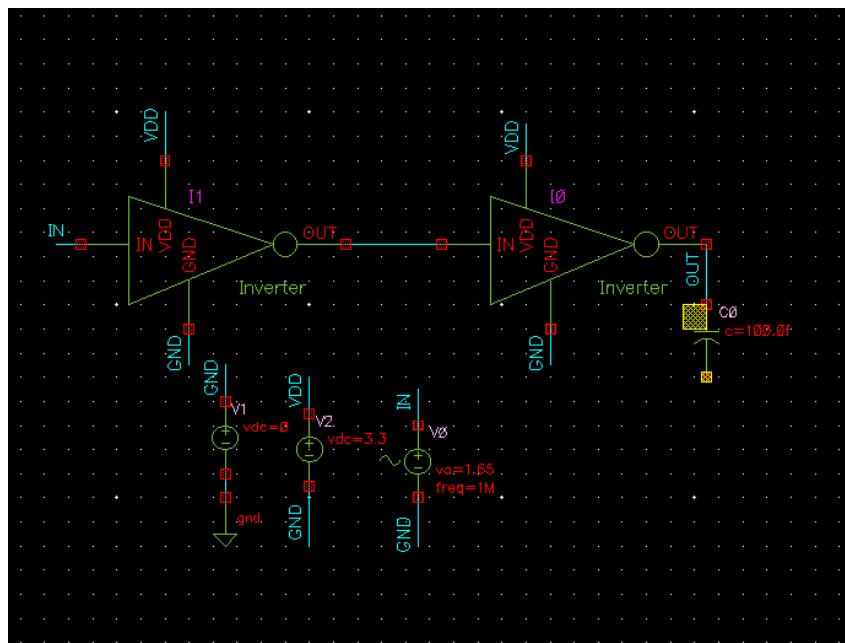 VDD
VDD
I1
I0
IN
IN
VDD
GND
OUT
IN
VDD
GND
OUT
OUT
Inverter
Inverter
C0
c=100.0f
GND
GND
GND
V1
vdc=0
gnd
VDD
V2
vdc=3.3
GND
IN
V0
va=1.65
freq=1M
GND